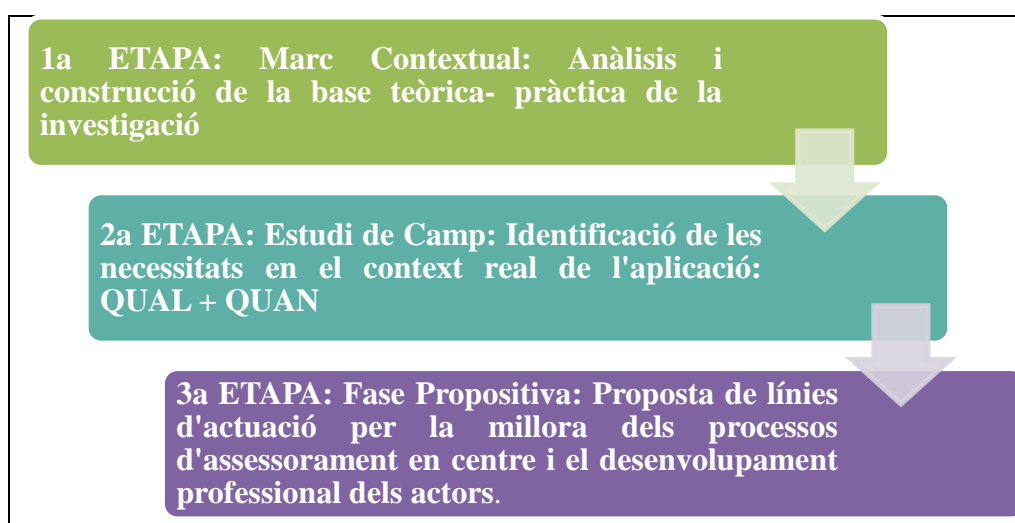 1a ETAPA: Marc Contextual: Anàlisis i
construcció de la base teòrica- pràctica de la
investigació
2a ETAPA: Estudi de Camp: Identificació de les
necessitats en el context real de l'aplicació:
QUAL + QUAN
3a ETAPA: Fase Propositiva: Proposta de línies
d'actuació per la millora dels processos
d'assessorament en centre i el desenvolupament
professional dels actors.